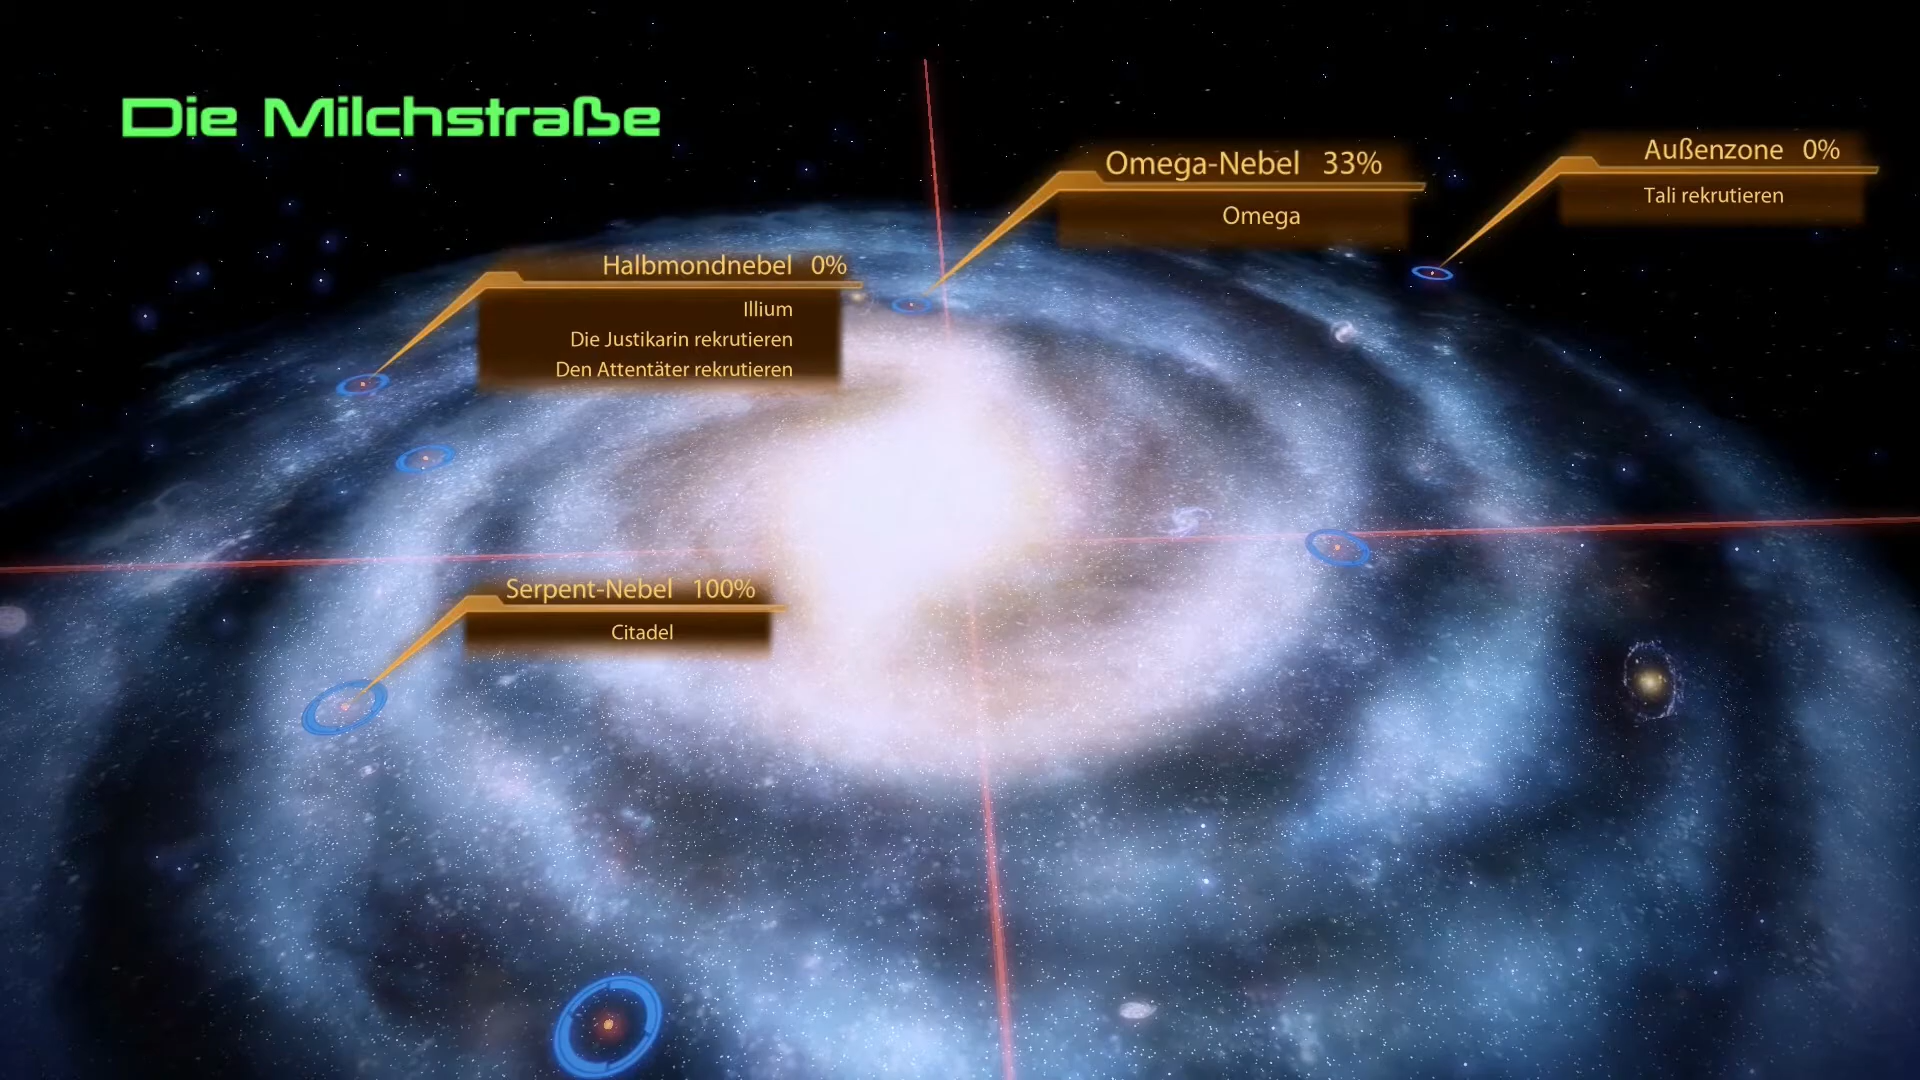 Die Milchstraße
Omega-Nebel 33%
Omega
Außenzone 0%
Tali rekrutieren
Halbmondnebel 0%
Illium
Die Justikarin rekrutieren
Den Attentäter rekrutieren
Serpent-Nebel 100%
Citadel